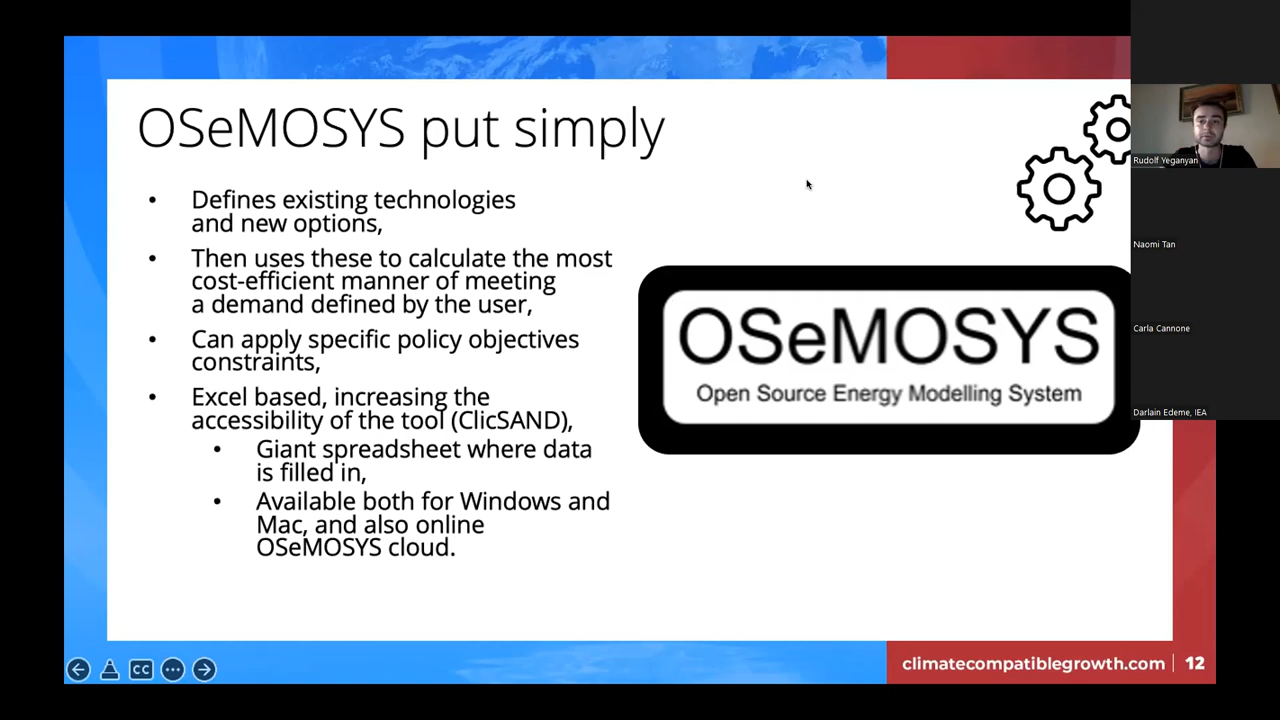 OSeMOSYS put simply
• Defines existing technologies
and new options,
• Then uses these to calculate the most
cost-efficient manner of meeting
a demand defined by the user,
• Can apply specific policy objectives
constraints,
• Excel based, increasing the
accessibility of the tool (ClicSAND),
• Giant spreadsheet where data
is filled in,
• Available both for Windows and
Mac, and also online
OSeMOSYS cloud.
OSeMOSYS
Open Source Energy Modelling System
Rudolf Yeganyan
Naomi Tan
Carla Cannone
Darlain Edeme, IEA
CC
climatecompatiblegrowth.com | 12